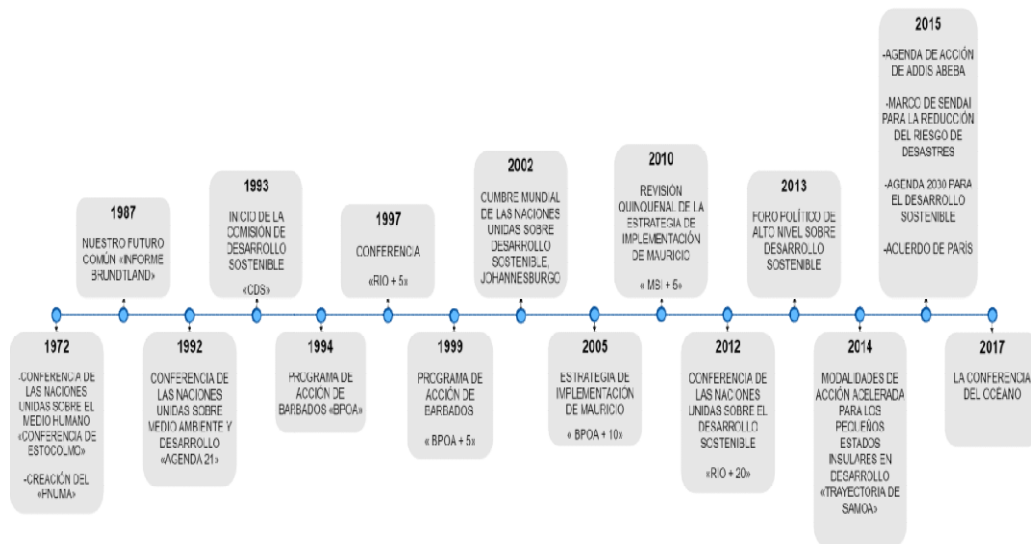 1972
-CONFERENCIA DE
LAS NACIONES
UNIDAS SOBRE EL
MEDIO HUMANO
«CONFERENCIA DE
ESTOCOLMO»
-CREACIÓN DEL
«PNUMA»
1987
NUESTRO FUTURO
COMÚN «INFORME
BRUNDTLAND»
1992
CONFERENCIA DE
LAS NACIONES
UNIDAS SOBRE
MEDIO AMBIENTE Y
DESARROLLO
«AGENDA 21»
1993
INICIO DE LA
COMISIÓN DE
DESARROLLO
SOSTENIBLE
«CDS»
1994
PROGRAMA DE
ACCIÓN DE
BARBADOS «BPOA»
1997
CONFERENCIA
«RIO + 5»
1999
PROGRAMA DE
ACCIÓN DE
BARBADOS
« BPOA + 5»
2002
CUMBRE MUNDIAL
DE LAS NACIONES
UNIDAS SOBRE
DESARROLLO
SOSTENIBLE,
JOHANNESBURGO
2005
ESTRATEGIA DE
IMPLEMENTACIÓN
DE MAURICIO
« BPOA + 10»
2010
REVISIÓN
QUINQUENAL DE LA
ESTRATEGIA DE
IMPLEMENTACIÓN
DE MAURICIO
« MSI + 5»
2012
CONFERENCIA DE
LAS NACIONES
UNIDAS SOBRE EL
DESARROLLO
SOSTENIBLE
«RIO + 20»
2013
FORO POLÍTICO DE
ALTO NIVEL SOBRE
DESARROLLO
SOSTENIBLE
2014
MODALIDADES DE
ACCIÓN ACELERADA
PARA LOS
PEQUEÑOS
ESTADOS
INSULARES EN
DESARROLLO
«TRAYECTORIA DE
SAMOA»
2015
-AGENDA DE ACCIÓN
DE ADDIS ABEBA
-MARCO DE SENDAI
PARA LA REDUCCIÓN
DEL RIESGO DE
DESASTRES
-AGENDA 2030 PARA
EL DESARROLLO
SOSTENIBLE
-ACUERDO DE PARÍS
2017
LA CONFERENCIA
DEL OCÉANO